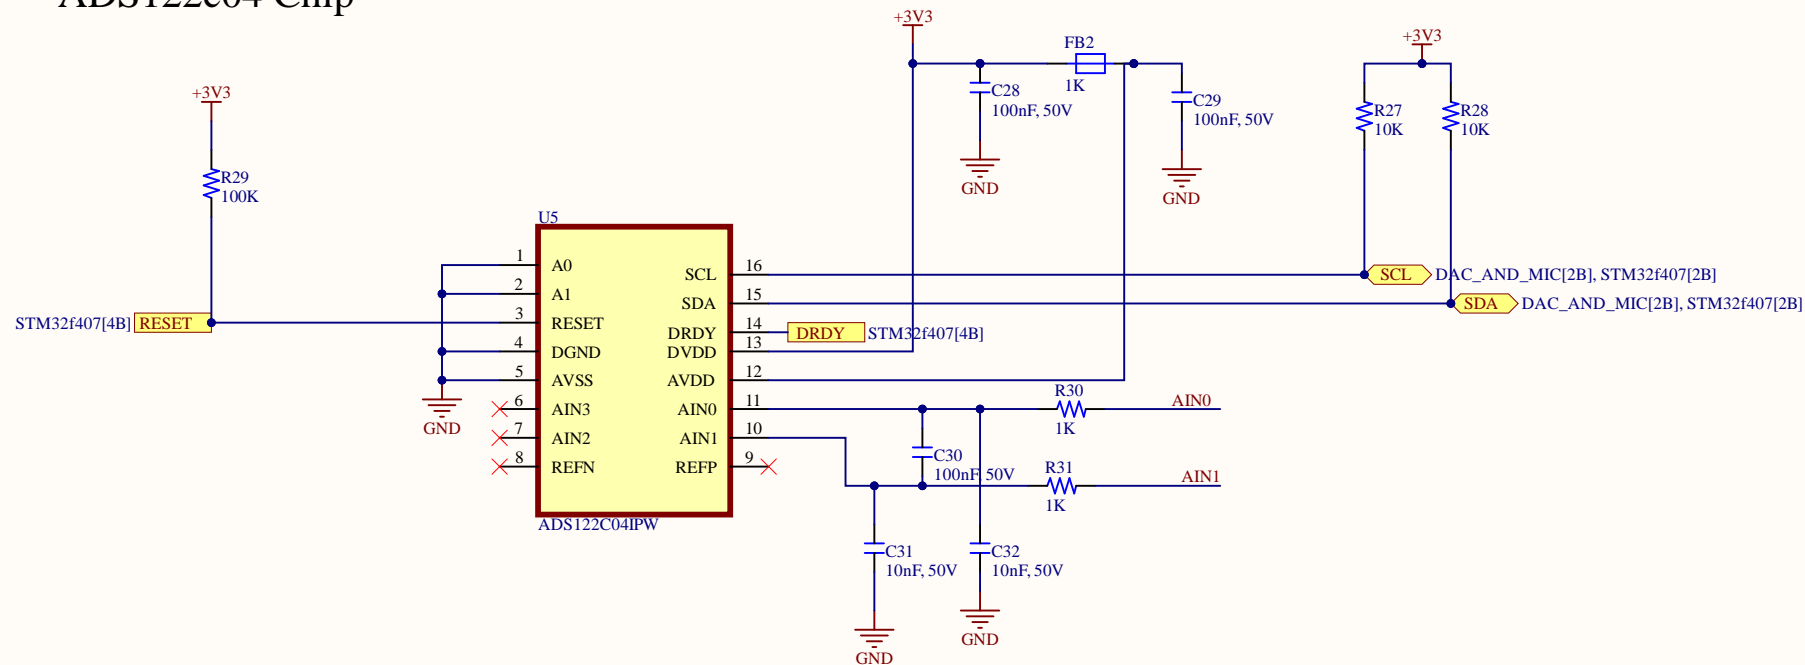 ADS122c04 Chip
+3V3
+3V3
+3V3
FB2
1K
C28
100nF, 50V
C29
100nF, 50V
R27
10K
R28
10K
R29
100K
GND
GND
U5
1 A0
2 A1
3 RESET
4 DGND
5 AVSS
6 AIN3
7 AIN2
8 REFN
SCL 16
SDA 15
DRDY 14
DVDD 13
AVDD 12
AIN0 11
AIN1 10
REFP 9
ADS122C04IPW
STM32f407[4B] RESET
GND
SCL DAC_AND_MIC[2B], STM32f407[2B]
SDA DAC_AND_MIC[2B], STM32f407[2B]
DRDY STM32f407[4B]
R30
1K
AIN0
C30
100nF, 50V
R31
1K
AIN1
C31
10nF, 50V
C32
10nF, 50V
GND
GND